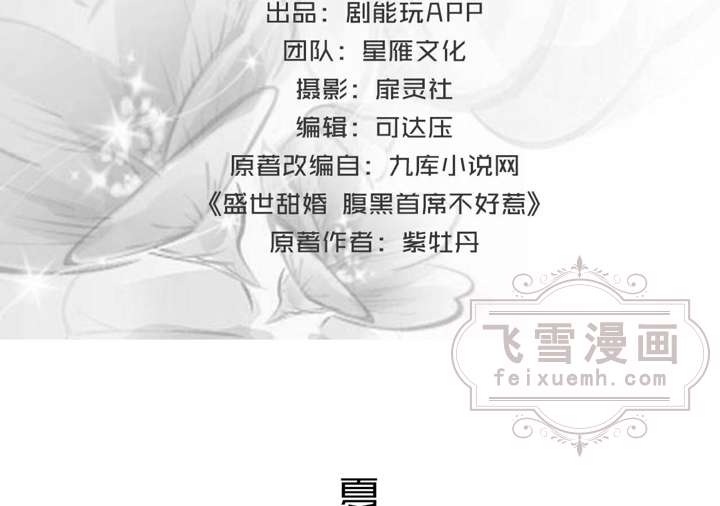 出品：剧能玩APP
团队：星雁文化
摄影：扉灵社
编辑：可达压
原著改编自：九库小说网
《盛世甜婚 腹黑首席不好惹》
原著作者：紫牡丹
飞雪漫画
feixuemh.com